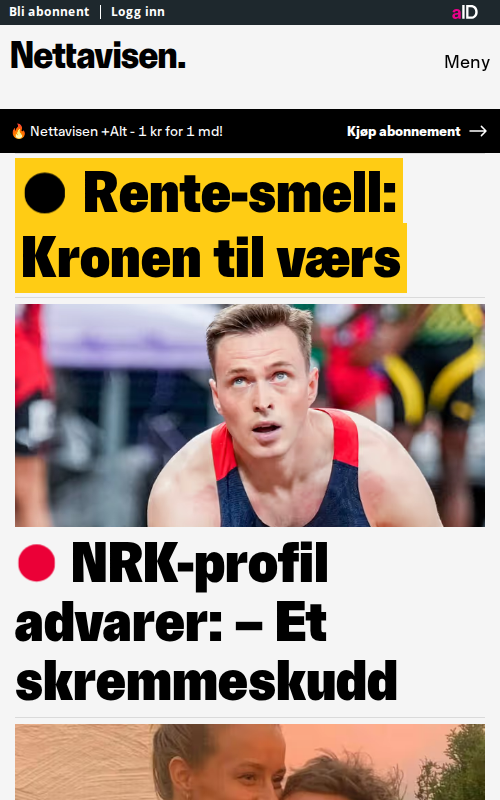 Bli abonnent | Logg inn
aID
Nettavisen.
Meny
🔥 Nettavisen +Alt - 1 kr for 1 md!
Kjøp abonnement →
Rente-smell:
Kronen til værs
NRK-profil
advarer: – Et
skremmeskudd